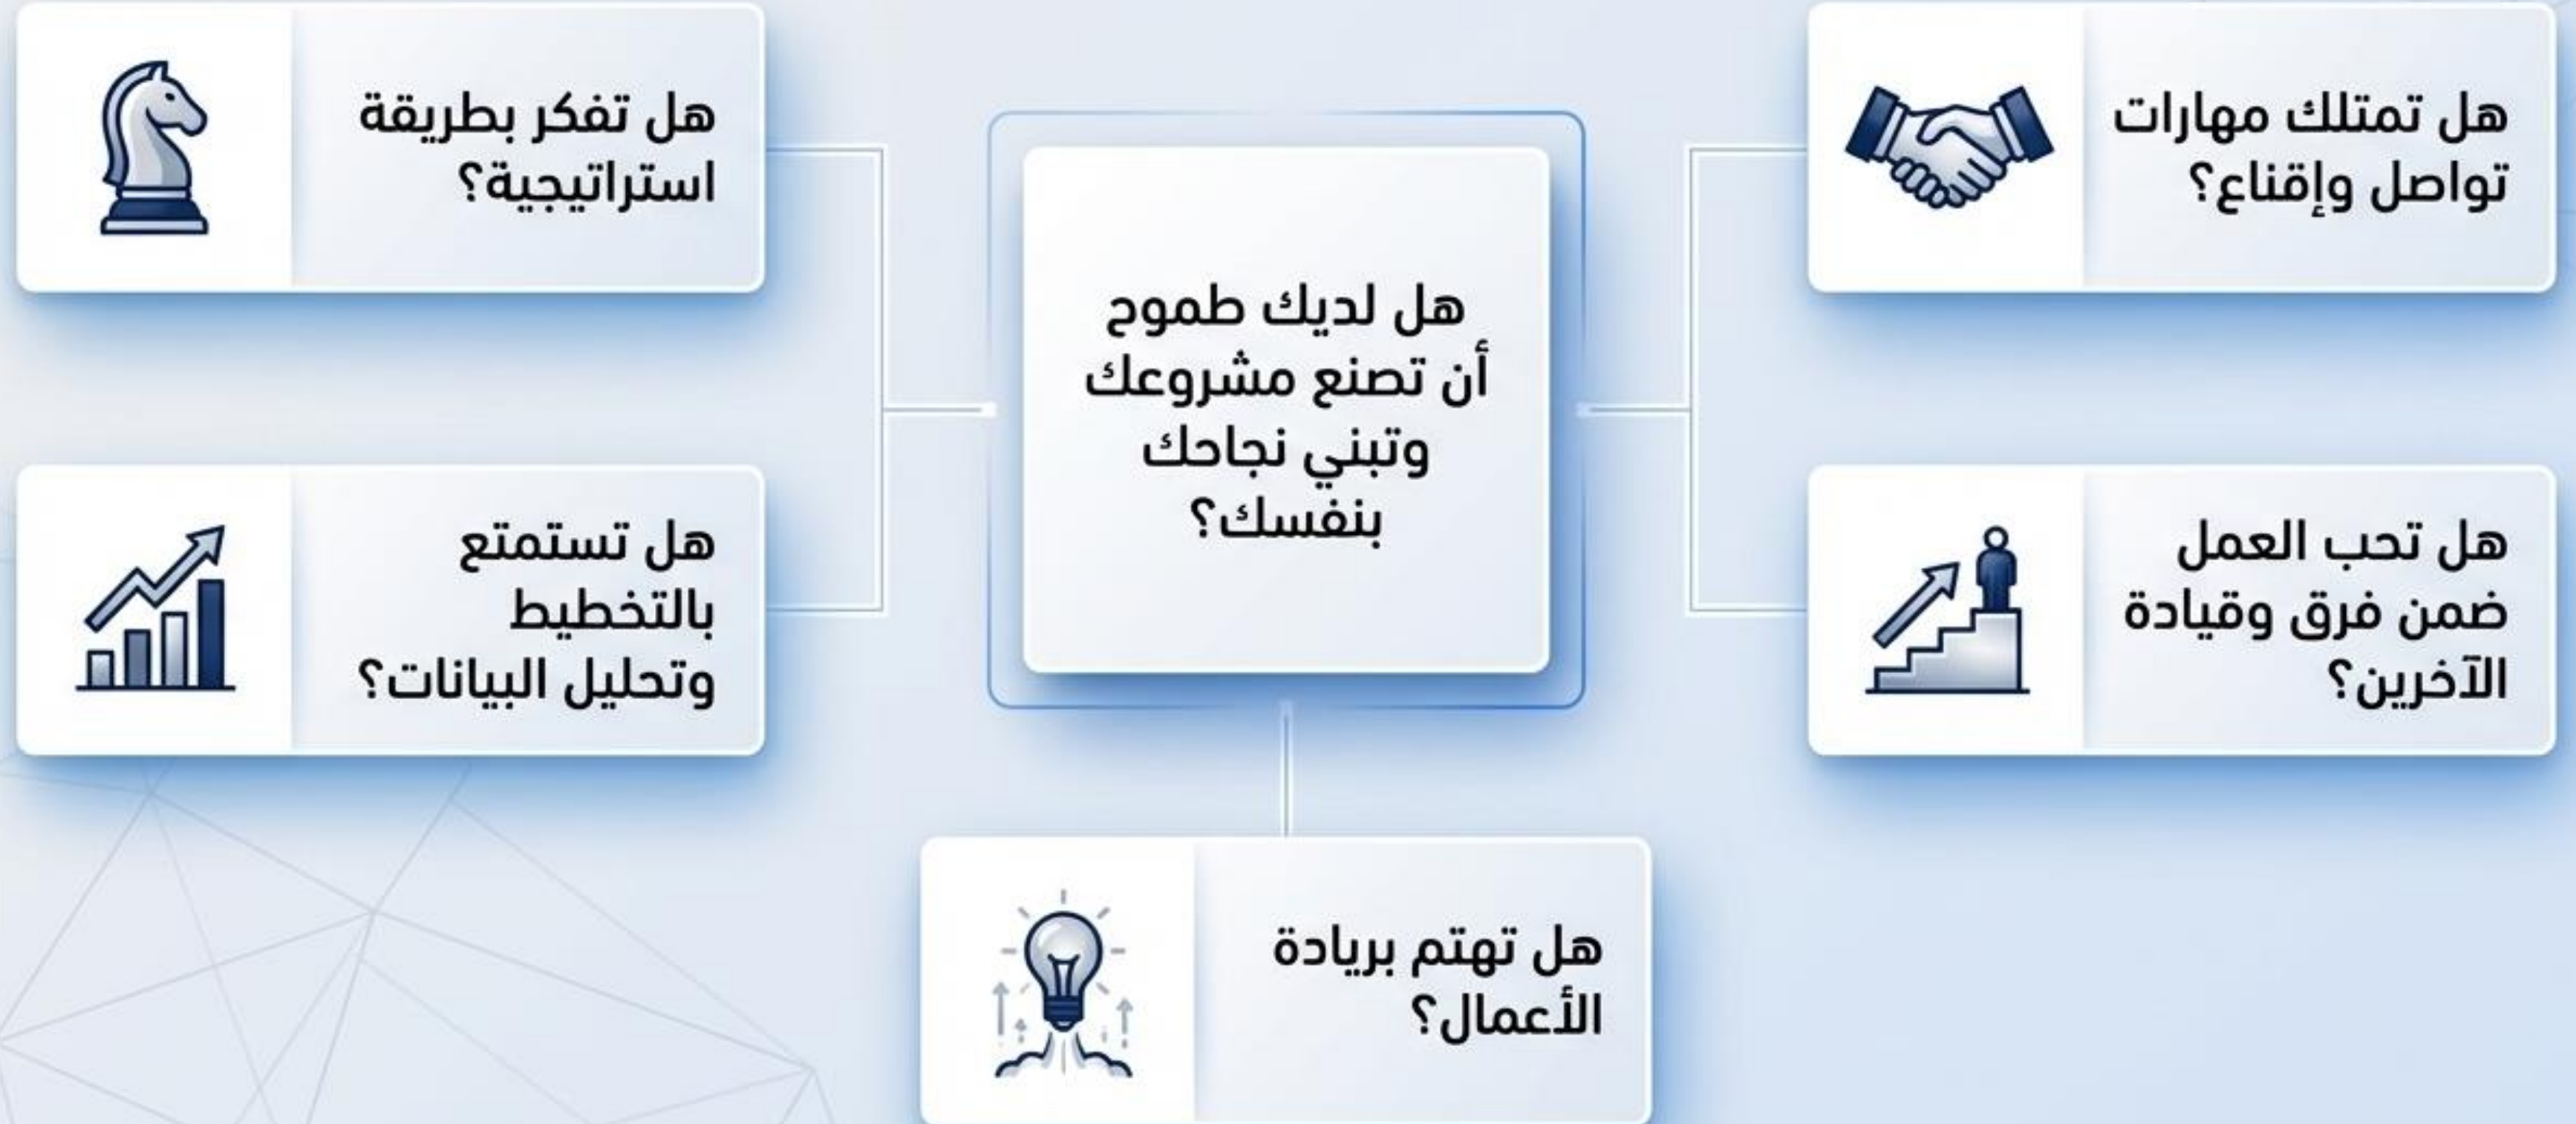 هل تمتلك مهارات
تواصل وإقناع؟
هل تفكر بطريقة
استراتيجية؟
هل لديك طموح
أن تصنع مشروعك
وتبني نجاحك
بنفسك؟
هل تحب العمل
ضمن فرق وقيادة
الآخرين؟
هل تستمتع
بالتخطيط
وتحليل البيانات؟
هل تهتم بريادة
الأعمال؟